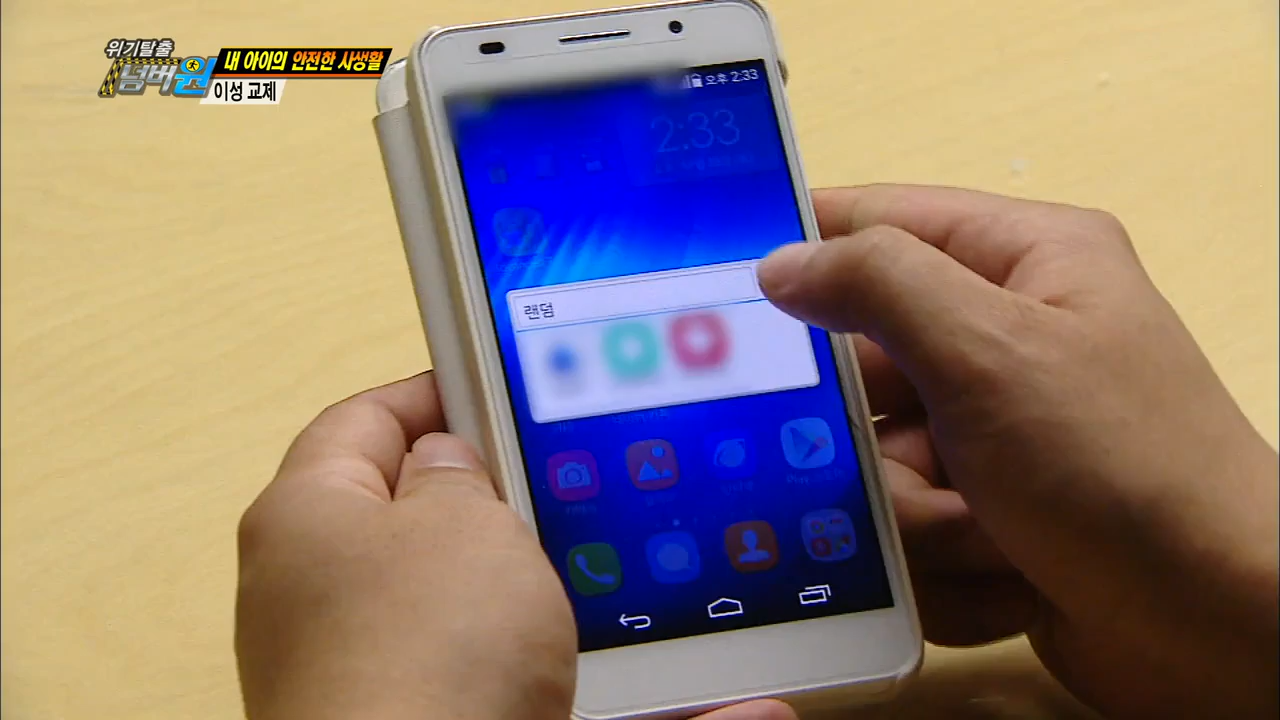 위기탈출
넘버원
내 아이의 안전한 사생활
이성 교제
오후 2:33
2:33
랜덤